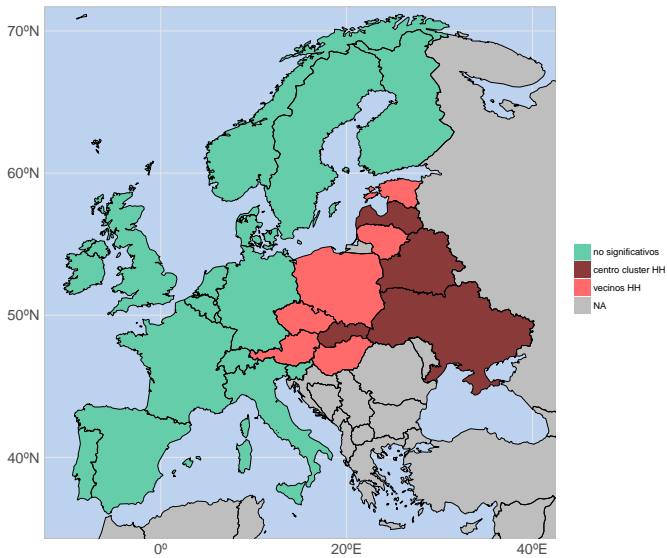 70ºN
60ºN
50ºN
40ºN
0º
20ºE
40ºE
no significativos
centro cluster HH
vecinos HH
NA